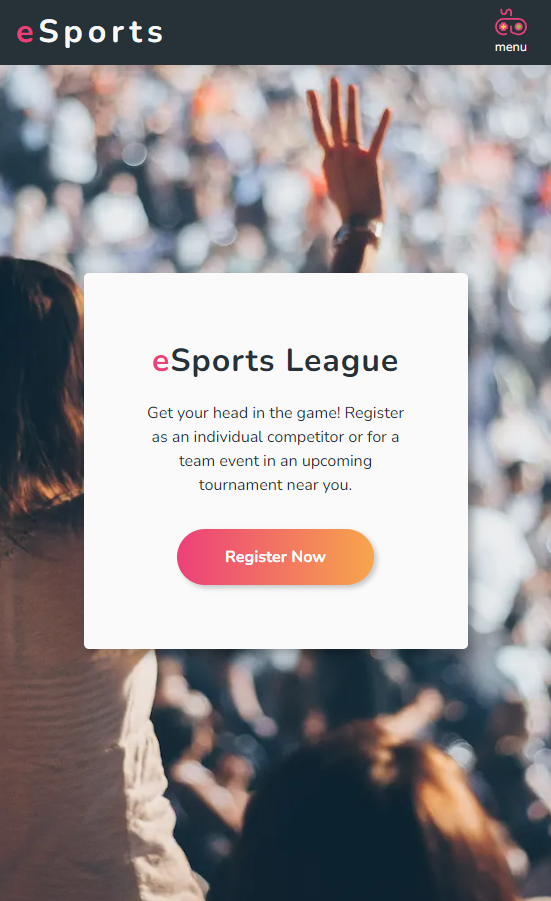 eSports
menu
eSports League
Get your head in the game! Register
as an individual competitor or for a
team event in an upcoming
tournament near you.
Register Now